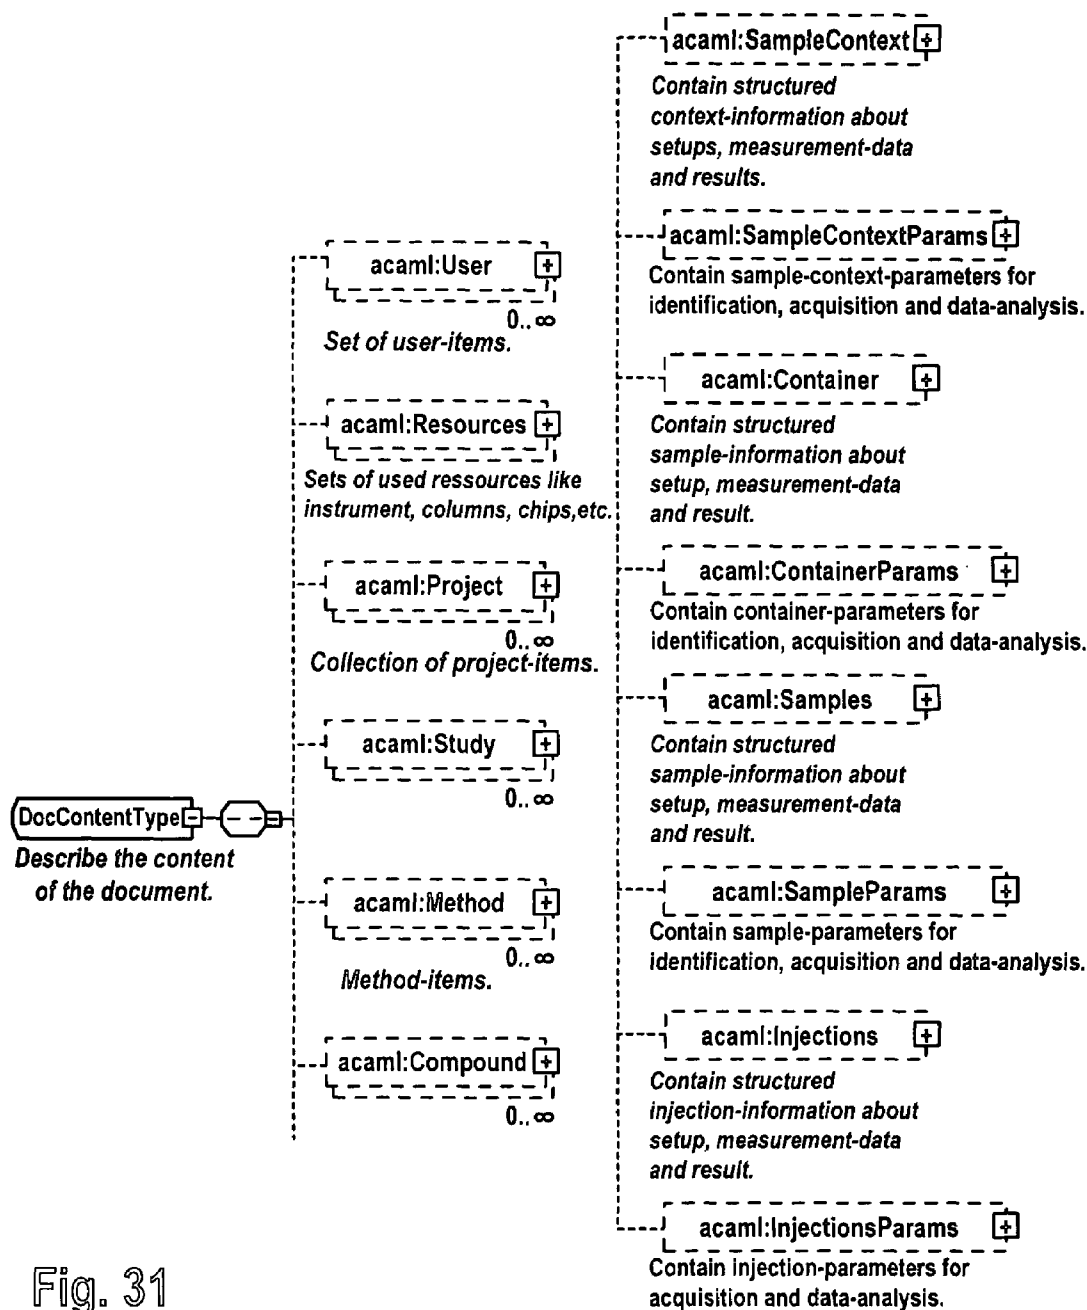 DocContentType
Describe the content
of the document.
acaml:User
0..∞
Set of user-items.
acaml:Resources
Sets of used ressources like
instrument, columns, chips,etc.
acaml:Project
0..∞
Collection of project-items.
acaml:Study
0..∞
acaml:Method
0..∞
Method-items.
acaml:Compound
0..∞
acaml:SampleContext
Contain structured
context-information about
setups, measurement-data
and results.
acaml:SampleContextParams
Contain sample-context-parameters for
identification, acquisition and data-analysis.
acaml:Container
Contain structured
sample-information about
setup, measurement-data
and result.
acaml:ContainerParams
Contain container-parameters for
identification, acquisition and data-analysis.
acaml:Samples
Contain structured
sample-information about
setup, measurement-data
and result.
acaml:SampleParams
Contain sample-parameters for
identification, acquisition and data-analysis.
acaml:Injections
Contain structured
injection-information about
setup, measurement-data
and result.
acaml:InjectionsParams
Contain injection-parameters for
acquisition and data-analysis.
Fig. 31